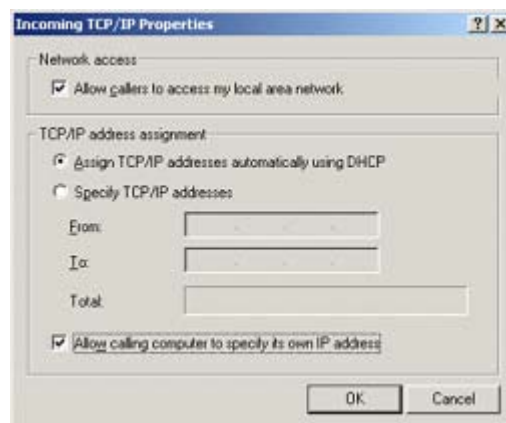 Incoming TCP/IP Properties
Network access
Allow callers to access my local area network
TCP/IP address assignment
Assign TCP/IP addresses automatically using DHCP
Specify TCP/IP addresses
From:
To:
Total:
Allow calling computer to specify its own IP address
OK Cancel